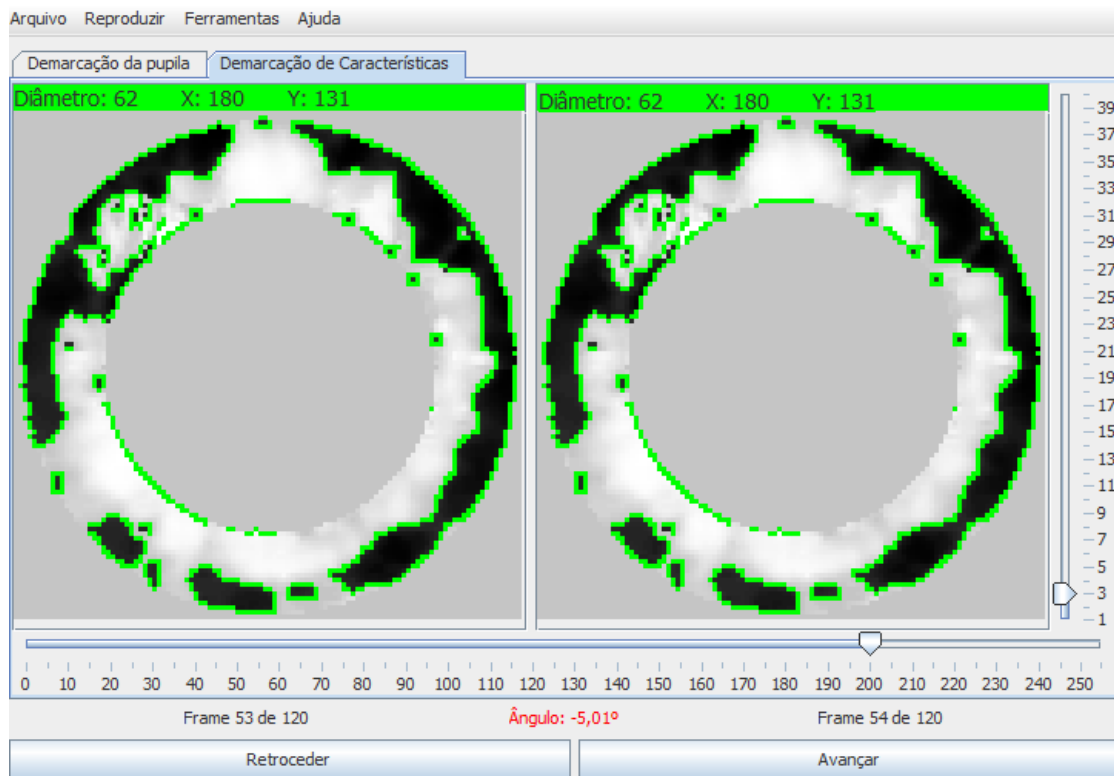 Arquivo Reproduzir Ferramentas Ajuda
Demarcação da pupila Demarcação de Características
Diâmetro: 62 X: 180 Y: 131
Diâmetro: 62 X: 180 Y: 131
39
37
35
33
31
29
27
25
23
21
19
17
15
13
11
9
7
5
3
1
0 10 20 30 40 50 60 70 80 90 100 110 120 130 140 150 160 170 180 190 200 210 220 230 240 250
Frame 53 de 120 Ângulo: -5,01º Frame 54 de 120
Retroceder Avançar